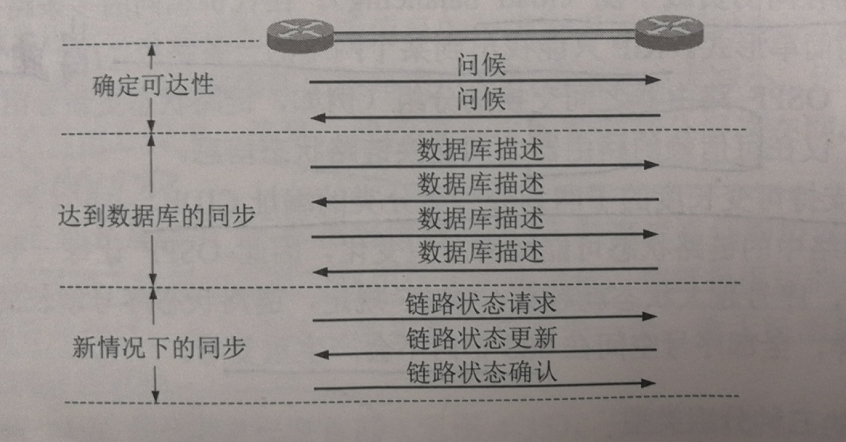 确定可达性
问候
问候
达到数据库的同步
数据库描述
数据库描述
数据库描述
数据库描述
新情况下的同步
链路状态请求
链路状态更新
链路状态确认